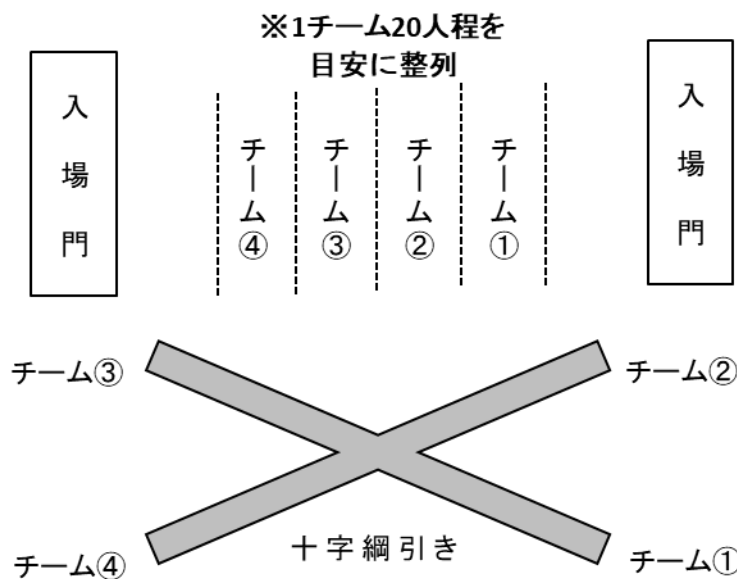 ※1チーム20人程を
目安に整列
入場門
チーム④
チーム③
チーム②
チーム①
入場門
チーム③
チーム②
チーム④
十字綱引き
チーム①